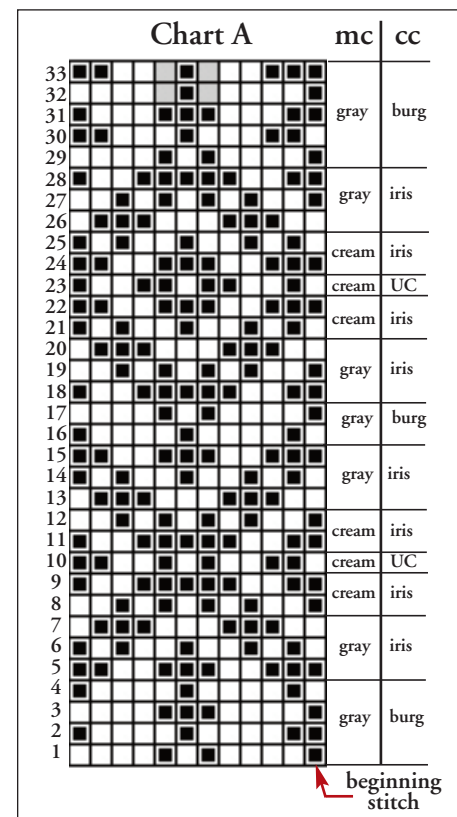 Chart A mc cc
33
32
31 gray burg
30
29
28
27 gray iris
26
25 cream iris
24
23 cream UC
22 cream iris
21
20
19 gray iris
18
17 gray burg
16
15
14 gray iris
13
12 cream iris
11
10 cream UC
9 cream iris
8
7
6 gray iris
5
4
3 gray burg
2
1
beginning
stitch